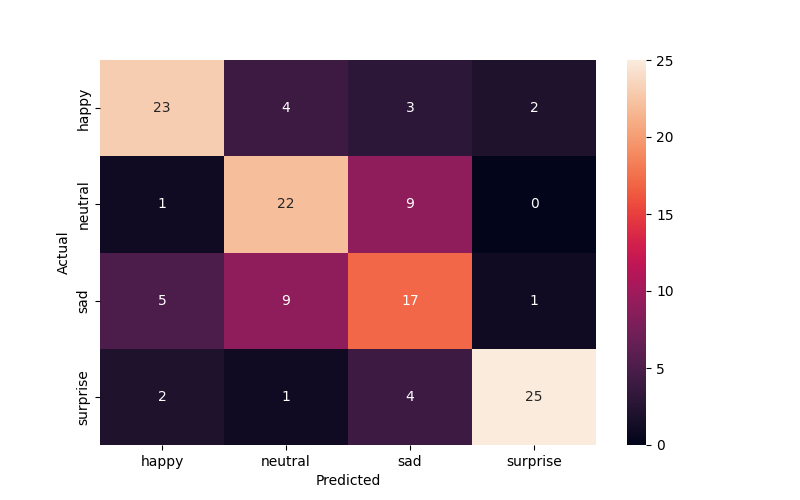 happy 23 4 3 2
neutral 1 22 9 0
sad 5 9 17 1
surprise 2 1 4 25
happy neutral sad surprise
Predicted
Actual
25
20
15
10
5
0